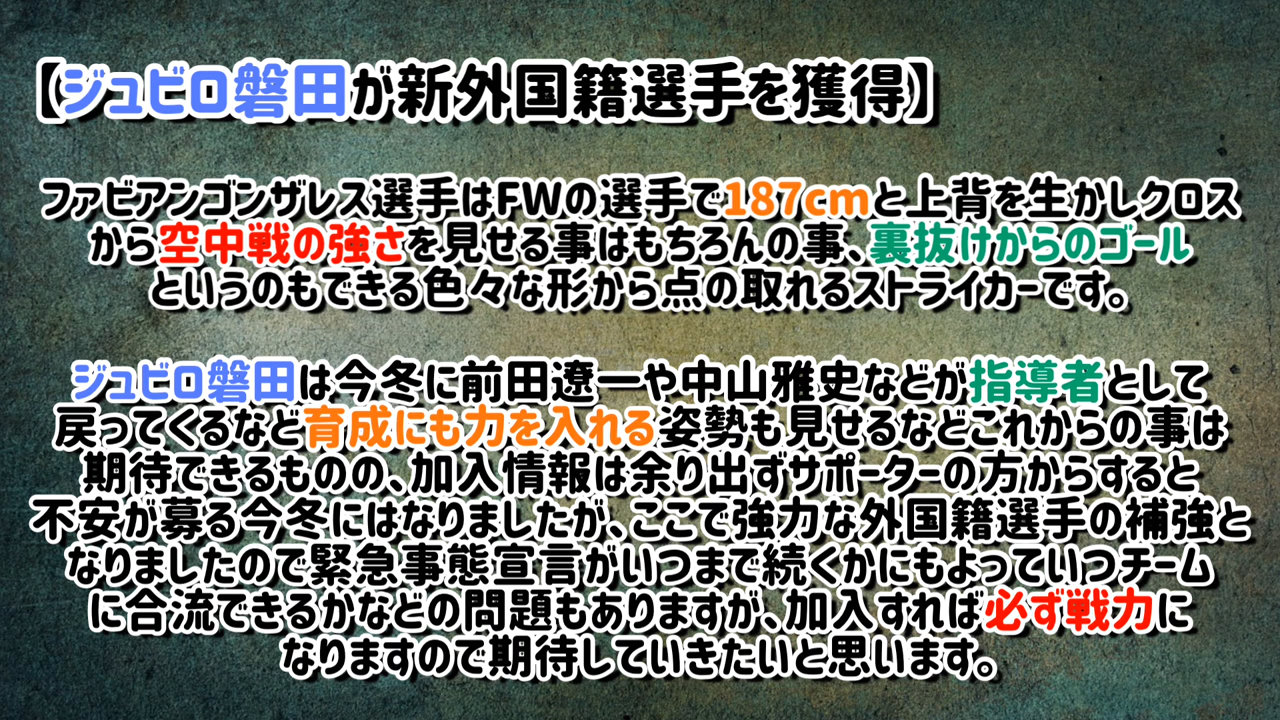 【ジュビロ磐田が新外国籍選手を獲得】
ファビアンゴンザレス選手はFWの選手で187cmと上背を生かしクロス
から空中戦の強さを見せる事はもちろんの事、裏抜けからのゴール
というのもできる色々な形から点の取れるストライカーです。
ジュビロ磐田は今冬に前田遼一や中山雅史などが指導者として
戻ってくるなど育成にも力を入れる姿勢も見せるなどこれからの事は
期待できるものの、加入情報は余り出ずサポーターの方からすると
不安が募る今冬にはなりましたが、ここで強力な外国籍選手の補強と
なりましたので緊急事態宣言がいつまで続くかにもよっていつチーム
に合流できるかなどの問題もありますが、加入すれば必ず戦力に
なりますので期待していきたいと思います。